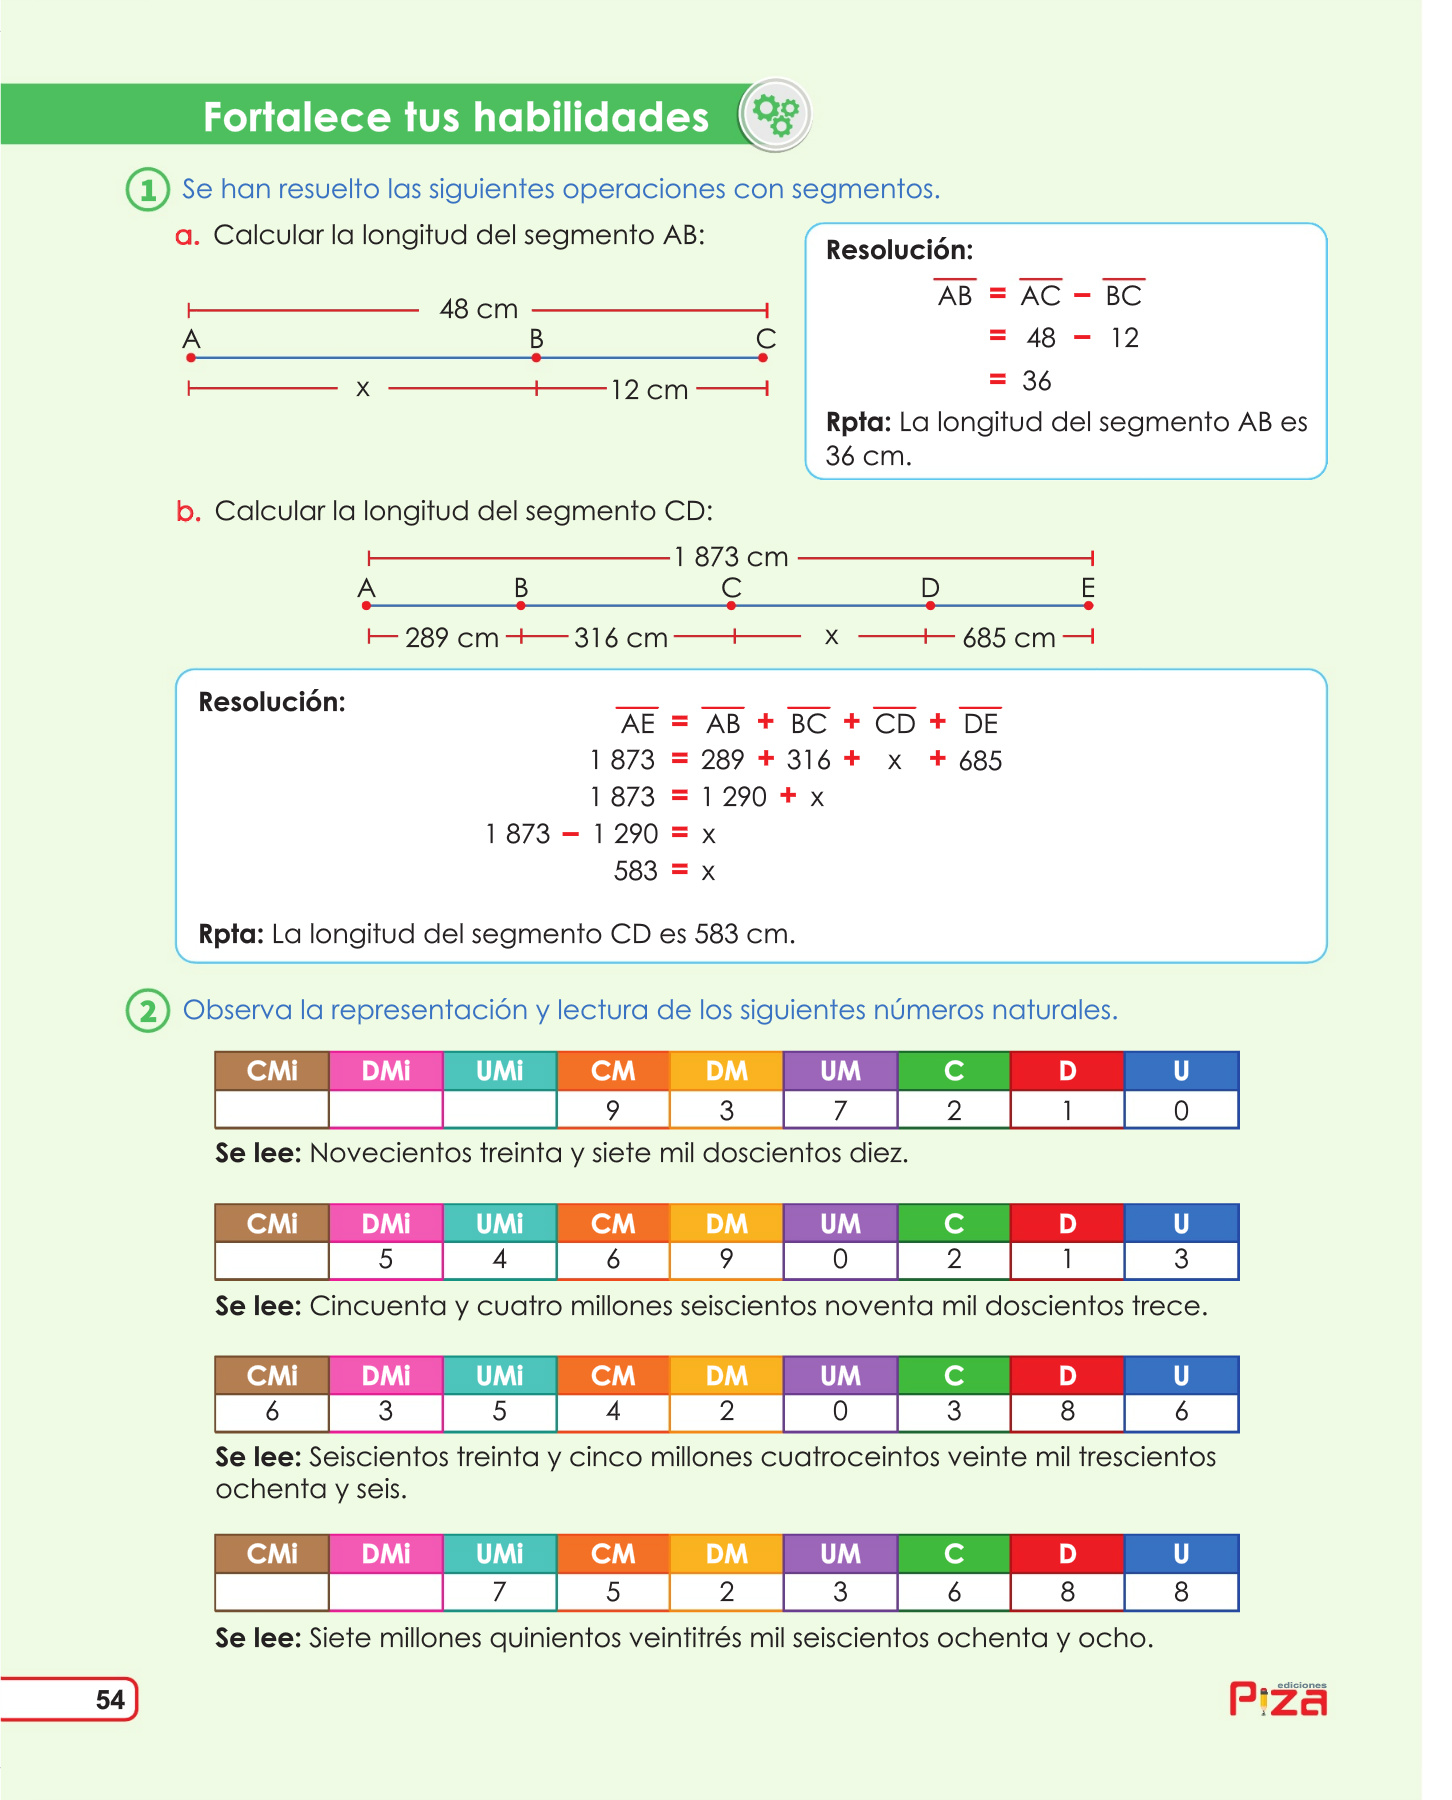 Fortalece tus habilidades
1 Se han resuelto las siguientes operaciones con segmentos.
a. Calcular la longitud del segmento AB:
48 cm
A B C
x 12 cm
Resolución:
AB = AC – BC
= 48 – 12
= 36
Rpta: La longitud del segmento AB es
36 cm.
b. Calcular la longitud del segmento CD:
1 873 cm
A B C D E
289 cm 316 cm x 685 cm
Resolución:
AE = AB + BC + CD + DE
1 873 = 289 + 316 + x + 685
1 873 = 1 290 + x
1 873 – 1 290 = x
583 = x
Rpta: La longitud del segmento CD es 583 cm.
2 Observa la representación y lectura de los siguientes números naturales.
CMi DMi UMi CM DM UM C D U
9 3 7 2 1 0
Se lee: Novecientos treinta y siete mil doscientos diez.
CMi DMi UMi CM DM UM C D U
5 4 6 9 0 2 1 3
Se lee: Cincuenta y cuatro millones seiscientos noventa mil doscientos trece.
CMi DMi UMi CM DM UM C D U
6 3 5 4 2 0 3 8 6
Se lee: Seiscientos treinta y cinco millones cuatroceintos veinte mil trescientos
ochenta y seis.
CMi DMi UMi CM DM UM C D U
7 5 2 3 6 8 8
Se lee: Siete millones quinientos veintitrés mil seiscientos ochenta y ocho.
54
ediciones
Piza